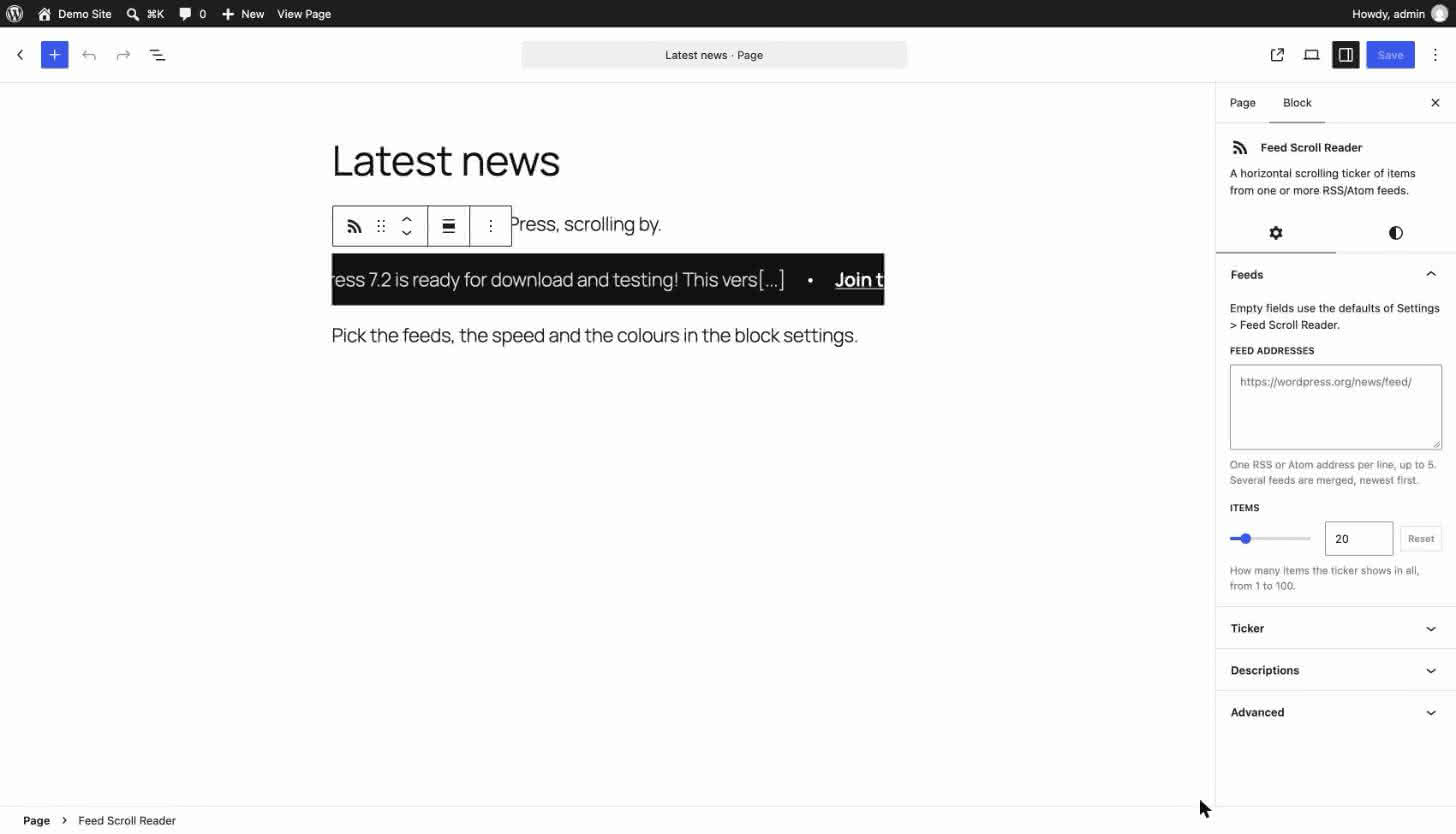 Demo Site ⌘K 0 New View Page Howdy, admin
Latest news · Page Save
Page Block
Latest news
Feed Scroll Reader
A horizontal scrolling ticker of items
from one or more RSS/Atom feeds.
Press, scrolling by.
ress 7.2 is ready for download and testing! This vers[...] • Join t
Pick the feeds, the speed and the colours in the block settings.
Feeds
Empty fields use the defaults of Settings
> Feed Scroll Reader.
FEED ADDRESSES
https://wordpress.org/news/feed/
One RSS or Atom address per line, up to 5.
Several feeds are merged, newest first.
ITEMS
20 Reset
How many items the ticker shows in all,
from 1 to 100.
Ticker
Descriptions
Advanced
Page > Feed Scroll Reader